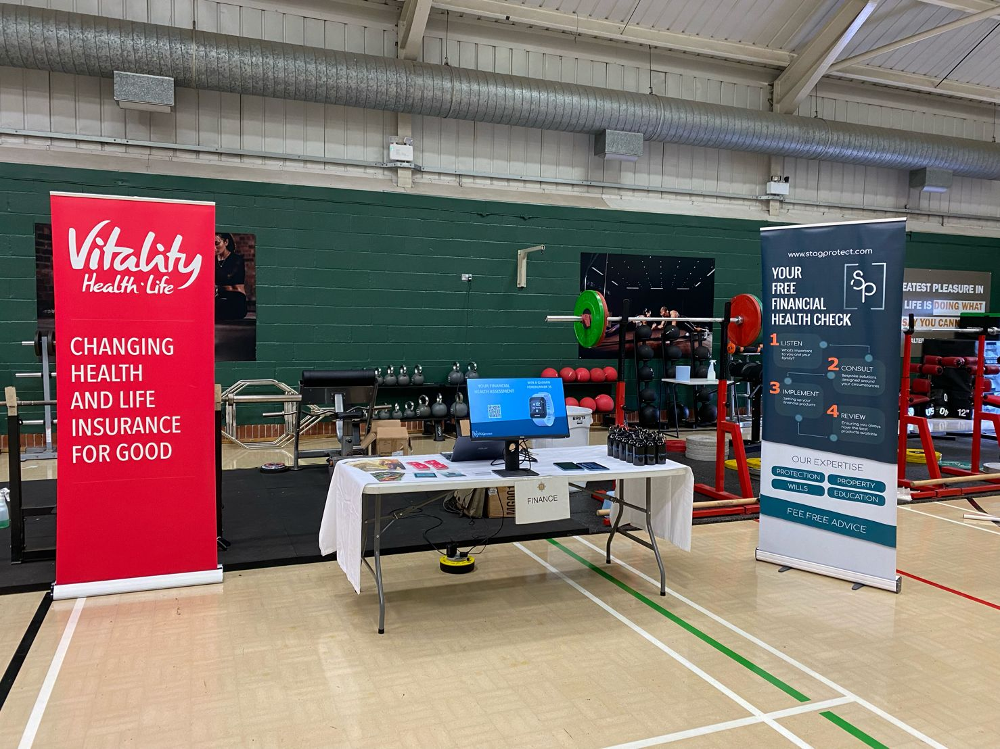 Vitality
Health · Life
CHANGING
HEALTH
AND LIFE
INSURANCE
FOR GOOD
YOUR FINANCIAL
HEALTH ASSESSMENT
WIN A GARMIN
FORERUNNER 35
stagprotect
ASUS
FINANCE
BRUTE
www.stagprotect.com
YOUR
FREE
FINANCIAL
HEALTH CHECK
SP
1 LISTEN
What's important
to you and your
family?
2 CONSULT
Bespoke solutions
designed around
your circumstances
3 IMPLEMENT
Setting up your
financial products
4 REVIEW
Ensuring you always
have the best
products available
OUR EXPERTISE
PROTECTION
PROPERTY
WILLS
EDUCATION
FEE FREE ADVICE
EATEST PLEASURE IN
LIFE IS DOING WHAT
AY YOU CANN
ALTER
12"